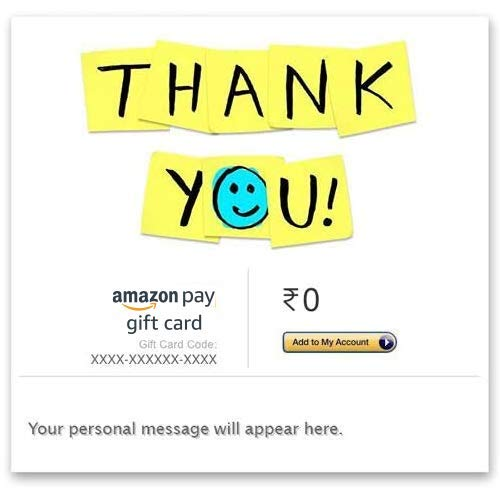 THANK
YOU!
amazon pay
gift card
Gift Card Code:
XXXX-XXXXXX-XXXX
₹0
Add to My Account
Your personal message will appear here.